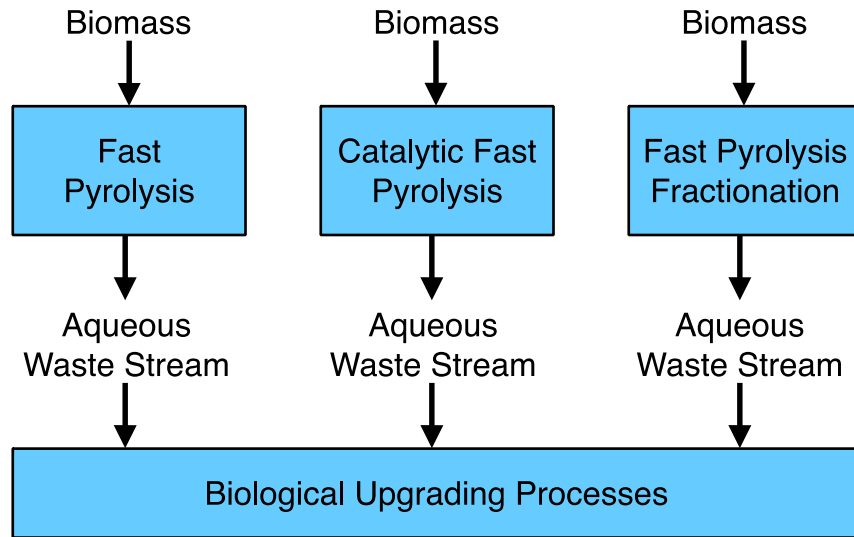 Biomass
Biomass
Biomass
Fast
Pyrolysis
Catalytic Fast
Pyrolysis
Fast Pyrolysis
Fractionation
Aqueous
Waste Stream
Aqueous
Waste Stream
Aqueous
Waste Stream
Biological Upgrading Processes